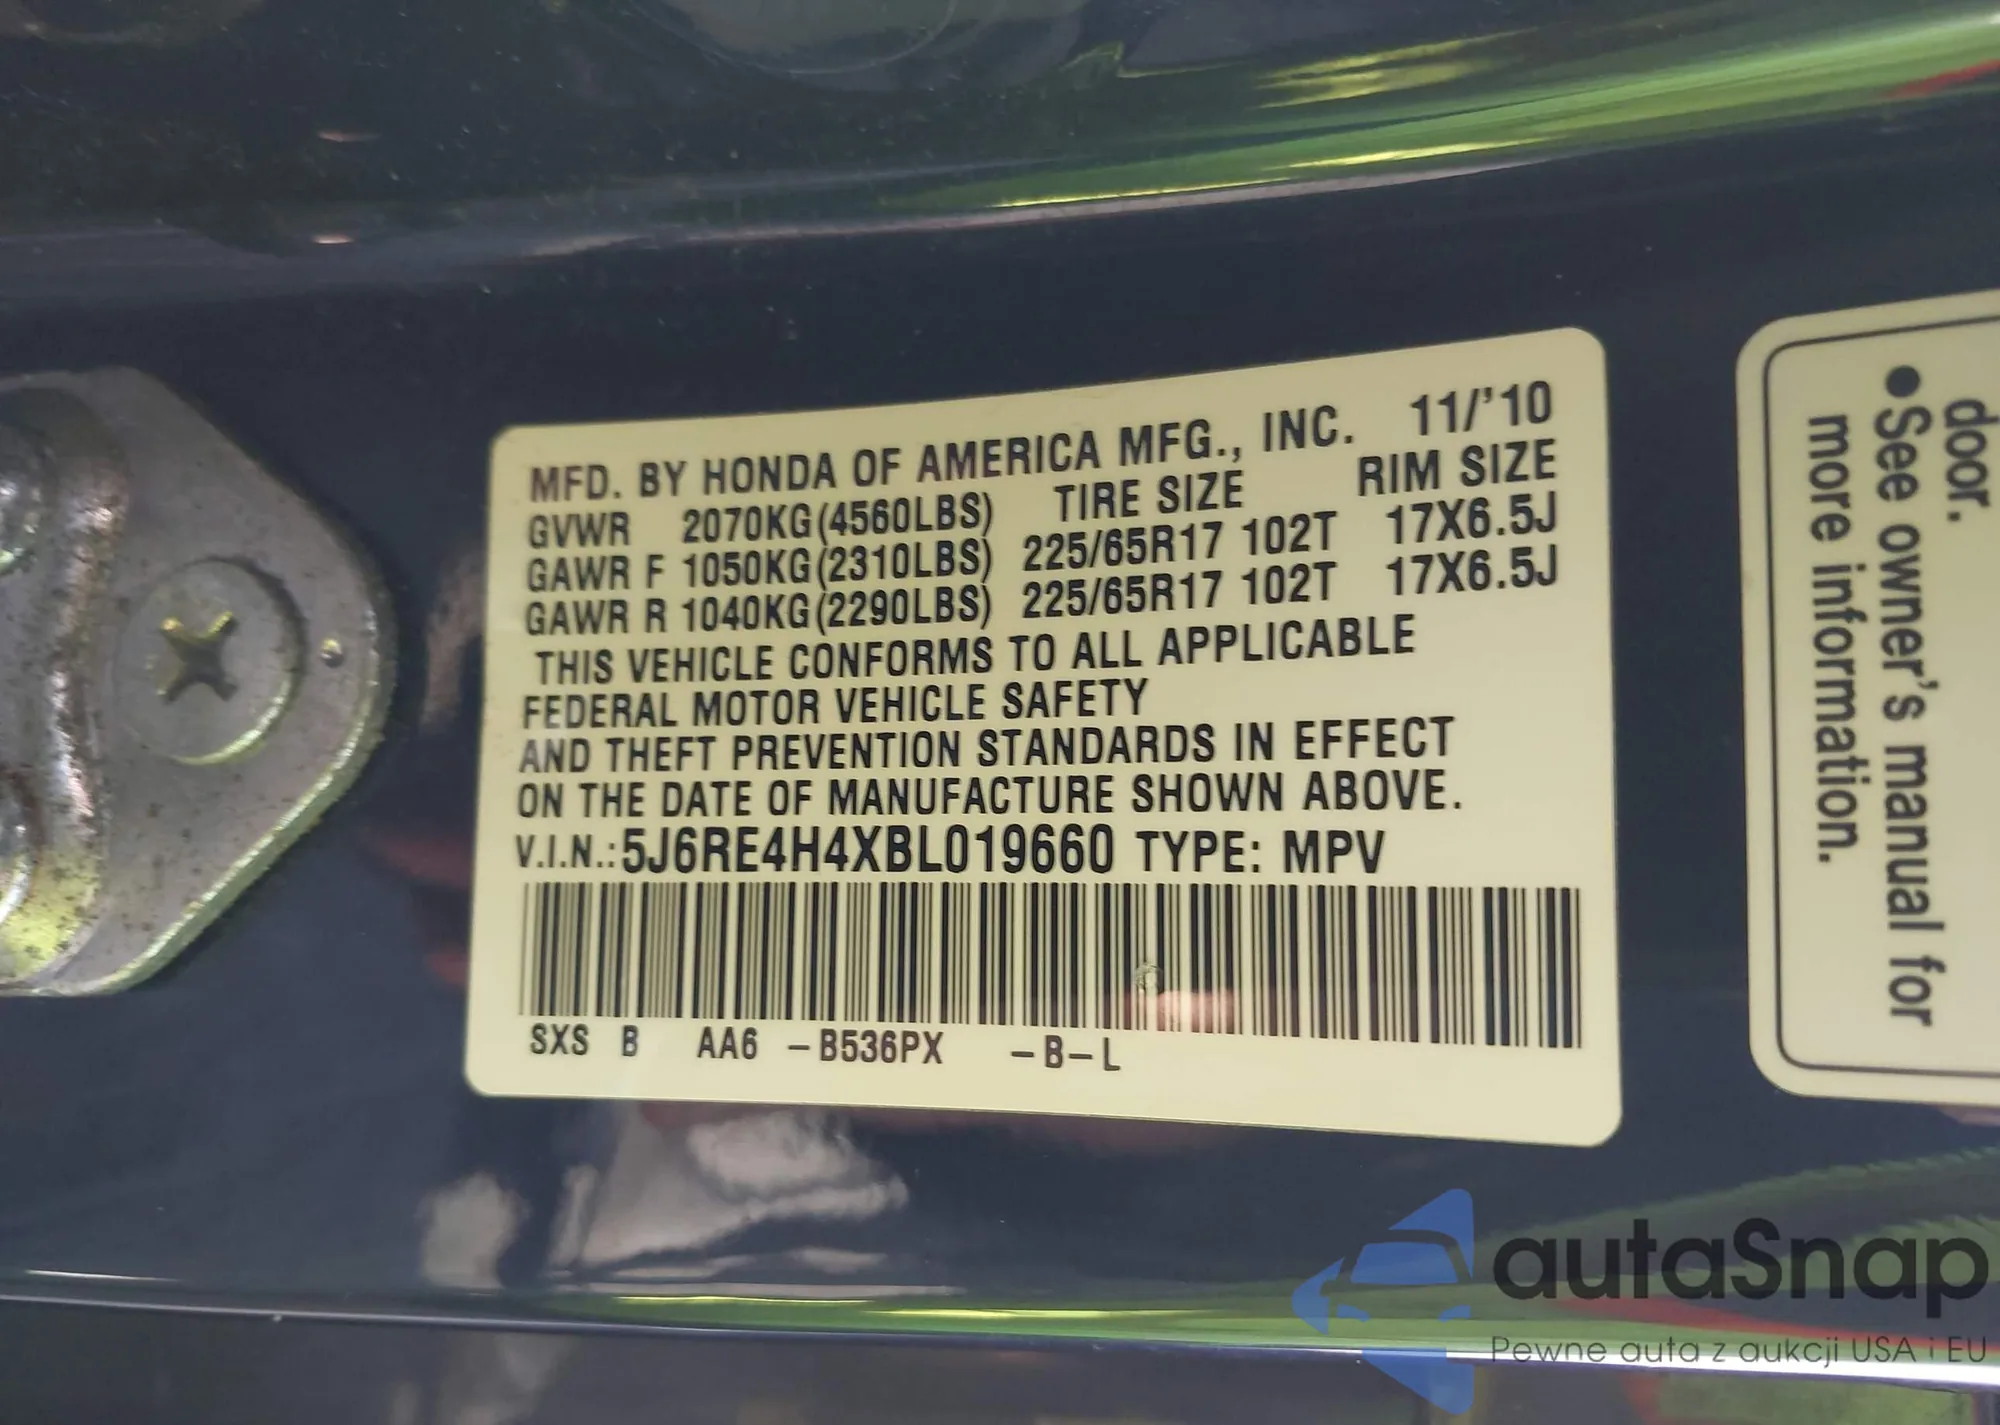 MFD. BY HONDA OF AMERICA MFG., INC. 11/'10
GVWR 2070KG(4560LBS) TIRE SIZE RIM SIZE
GAWR F 1050KG(2310LBS) 225/65R17 102T 17X6.5J
GAWR R 1040KG(2290LBS) 225/65R17 102T 17X6.5J
THIS VEHICLE CONFORMS TO ALL APPLICABLE
FEDERAL MOTOR VEHICLE SAFETY
AND THEFT PREVENTION STANDARDS IN EFFECT
ON THE DATE OF MANUFACTURE SHOWN ABOVE.
V.I.N.:5J6RE4H4XBL019660 TYPE: MPV
SXS B AA6 -B536PX -B-L
door.
●See owner's manual for
more information.
autaSnap
Pewne auta z aukcji USA i EU